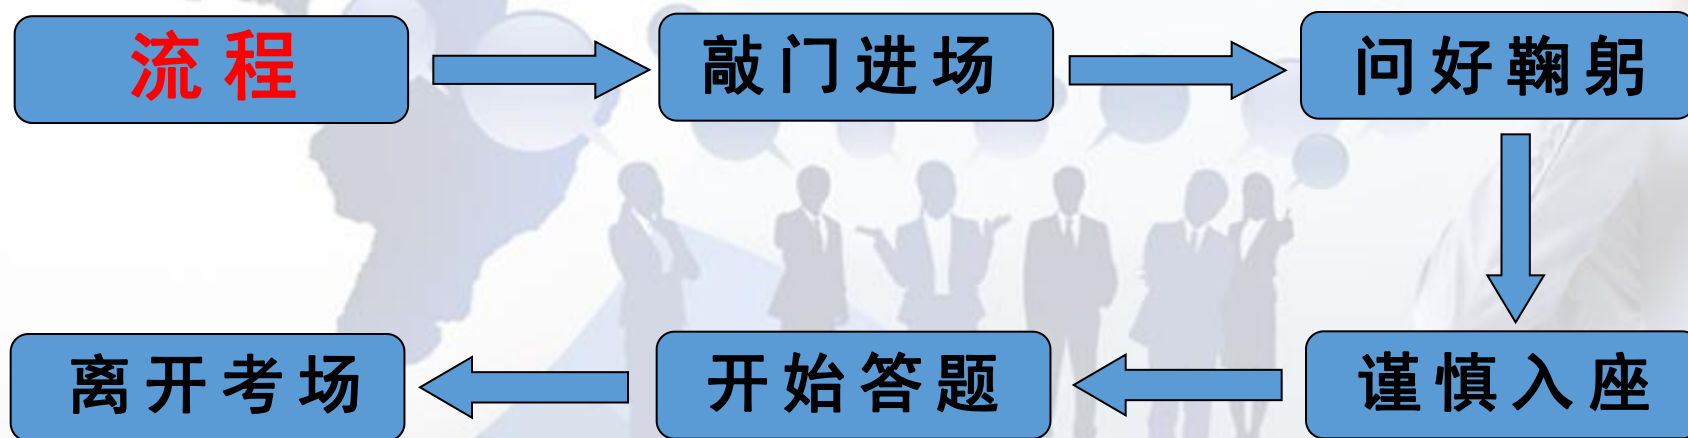 流程
敲门进场
问好鞠躬
谨慎入座
开始答题
离开考场